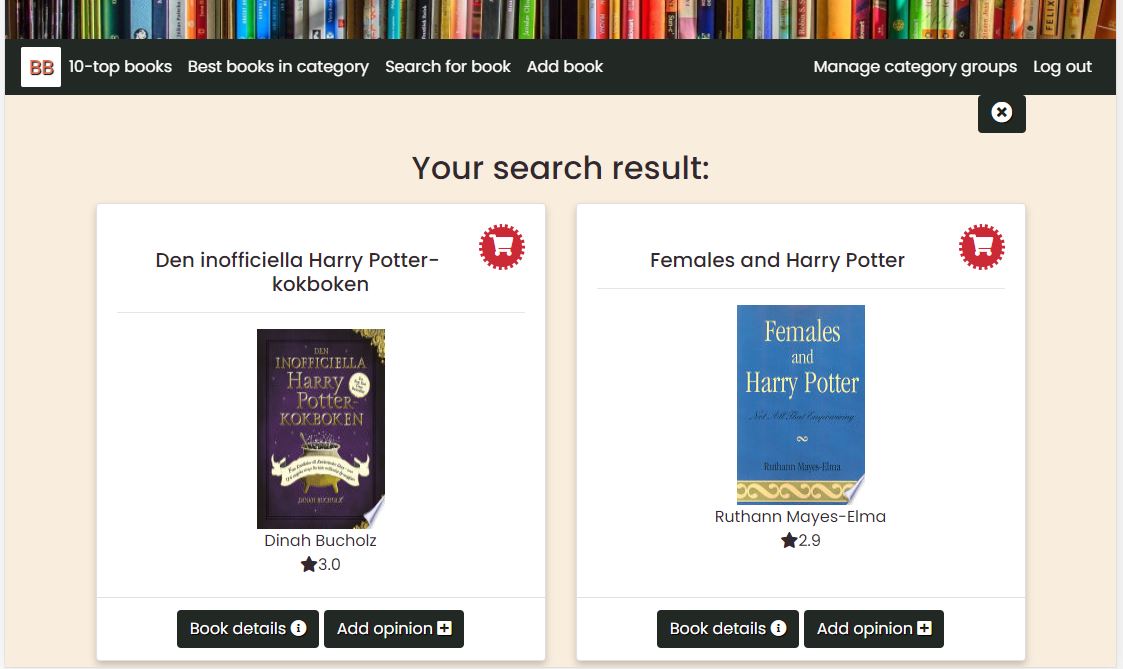 FELIX
BB 10-top books Best books in category Search for book Add book Manage category groups Log out
Your search result:
Den inofficiella Harry Potter-
kokboken
DEN
INOFFICIELLA
HARRY
POTTER-
KOKBOKEN
DINAH BUCHOLZ
Dinah Bucholz
3.0
Book details
Add opinion
Females and Harry Potter
Females
and
Harry Potter
Not All That Empowering
Ruthann Mayes-Elma
Ruthann Mayes-Elma
2.9
Book details
Add opinion